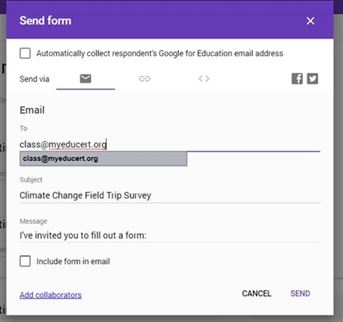 Send form
Automatically collect respondent's Google for Education email address
Send via
Email
To
class@myeducert.org
class@myeducert.org
Subject
Climate Change Field Trip Survey
Message
I've invited you to fill out a form:
Include form in email
Add collaborators
CANCEL SEND